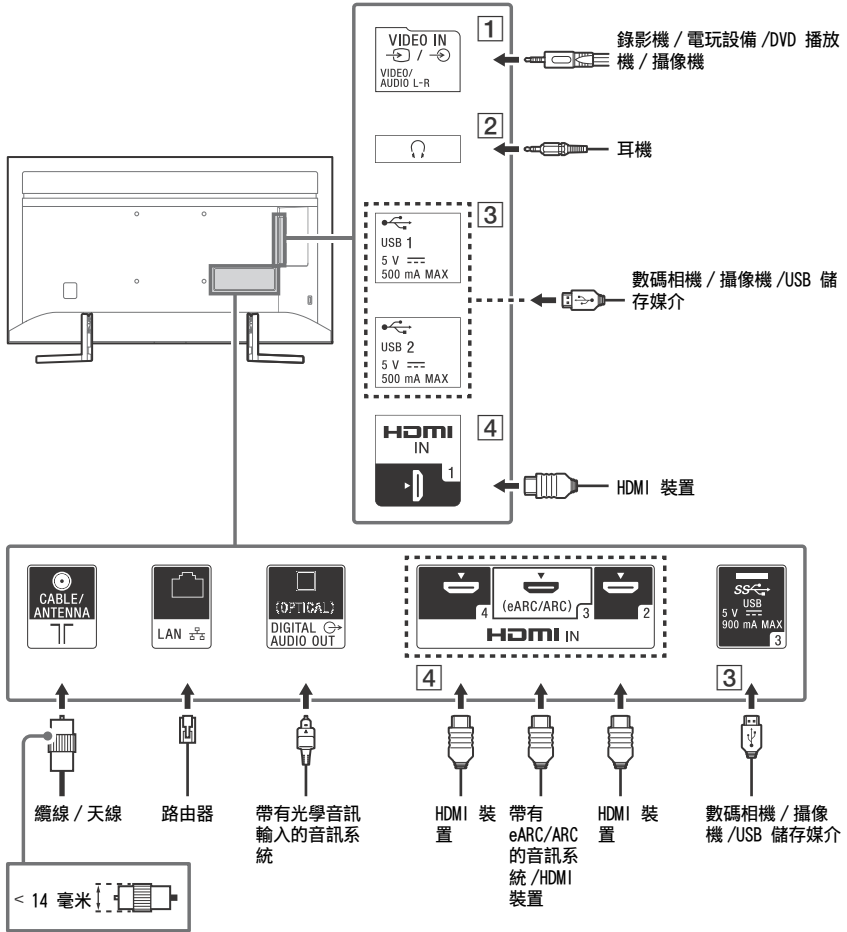 1
VIDEO IN
VIDEO/
AUDIO L-R
錄影機 / 電玩設備 /DVD 播放
機 / 攝像機
2
耳機
3
USB 1
5 V
500 mA MAX
USB 2
5 V
500 mA MAX
數碼相機 / 攝像機 /USB 儲
存媒介
4
HDMI
IN
1
HDMI 裝置
CABLE/
ANTENNA
LAN
(OPTICAL)
DIGITAL
AUDIO OUT
4
(eARC/ARC)
3
2
HDMI IN
SS
USB
5 V
900 mA MAX
3
4
3
纜線 / 天線
路由器
帶有光學音訊
輸入的音訊系
統
HDMI 裝
置
帶有
eARC/ARC
的音訊系
統 /HDMI
裝置
HDMI 裝
置
數碼相機 / 攝像
機 /USB 儲存媒介
< 14 毫米